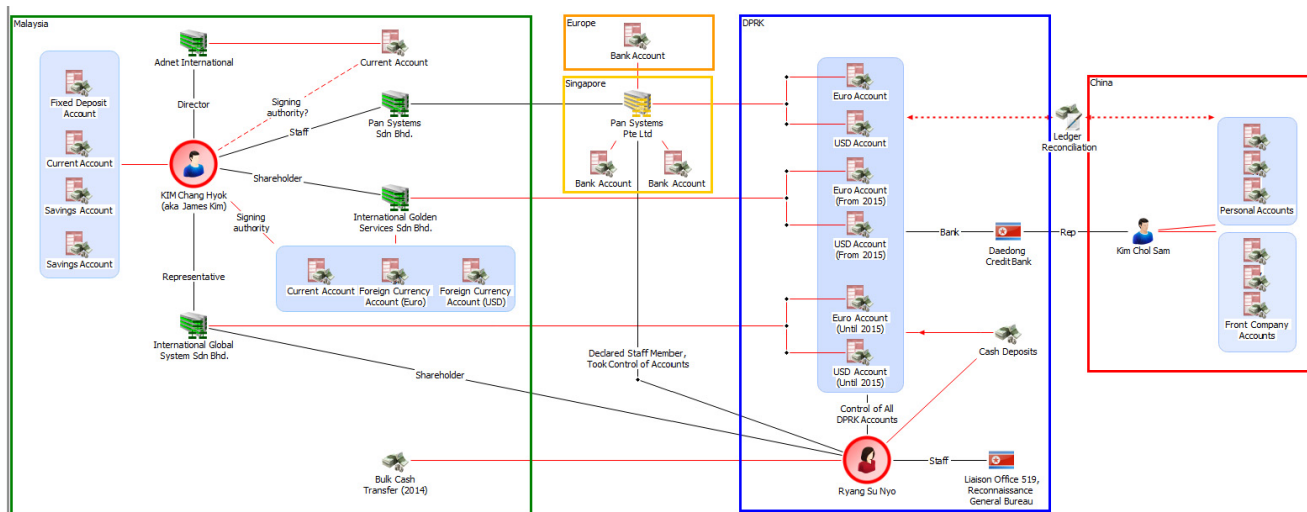 Malaysia
Europe
DPRK
Bank Account
Adnet International
Current Account
Fixed Deposit
Account
Director
Signing
authority?
Staff
Pan Systems
Sdn Bhd.
Singapore
Pan Systems
Pte Ltd
Bank Account
Bank Account
Euro Account
USD Account
Ledger
Reconciliation
China
Current Account
KIM Chang Hyok
(aka James Kim)
Shareholder
Savings Account
Savings Account
Signing
authority
International Golden
Services Sdn Bhd.
Euro Account
(From 2015)
USD Account
(From 2015)
Bank
Daedong
Credit Bank
Rep
Kim Chol Sam
Personal Accounts
Front Company
Accounts
Representative
Current Account
Foreign Currency
Account (Euro)
Foreign Currency
Account (USD)
International Global
System Sdn Bhd.
Shareholder
Declared Staff Member,
Took Control of Accounts
Euro Account
(Until 2015)
USD Account
(Until 2015)
Cash Deposits
Control of All
DPRK Accounts
Bulk Cash
Transfer (2014)
Ryang Su Nyo
Staff
Liaison Office 519,
Reconnaissance
General Bureau